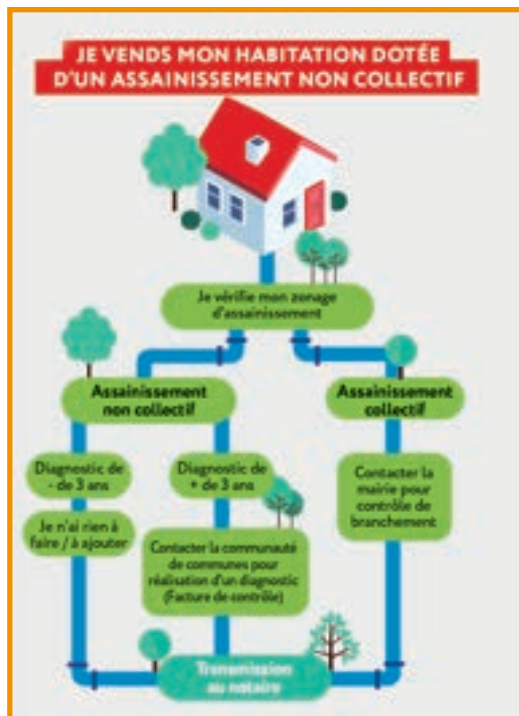 JE VENDS MON HABITATION DOTÉE
D'UN ASSAINISSEMENT NON COLLECTIF
Je vérifie mon zonage
d'assainissement
Assainissement
non collectif
Assainissement
collectif
Diagnostic de
- de 3 ans
Diagnostic de
+ de 3 ans
Contacter la
mairie pour
contrôle de
branchement
Je n'ai rien à
faire / à ajouter
Contacter la communauté
de communes pour
réalisation d'un diagnostic
(Facture de contrôle)
Transmission
au notaire